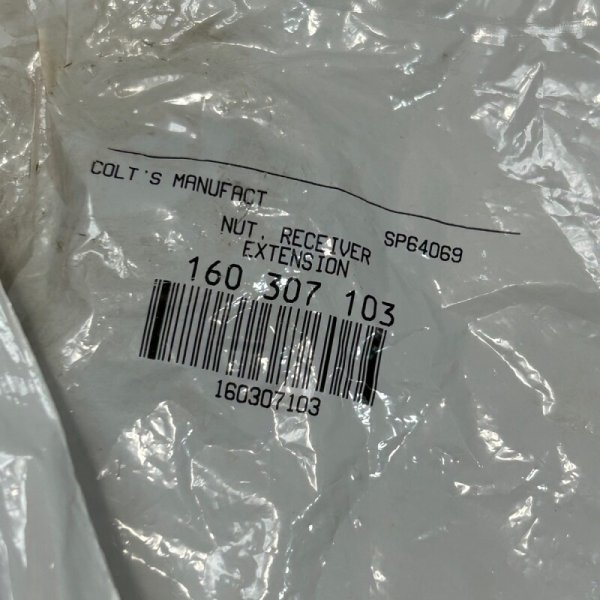 COLT'S MANUFACT
NUT, RECEIVER SP64069
EXTENSION
160 307 103
160307103